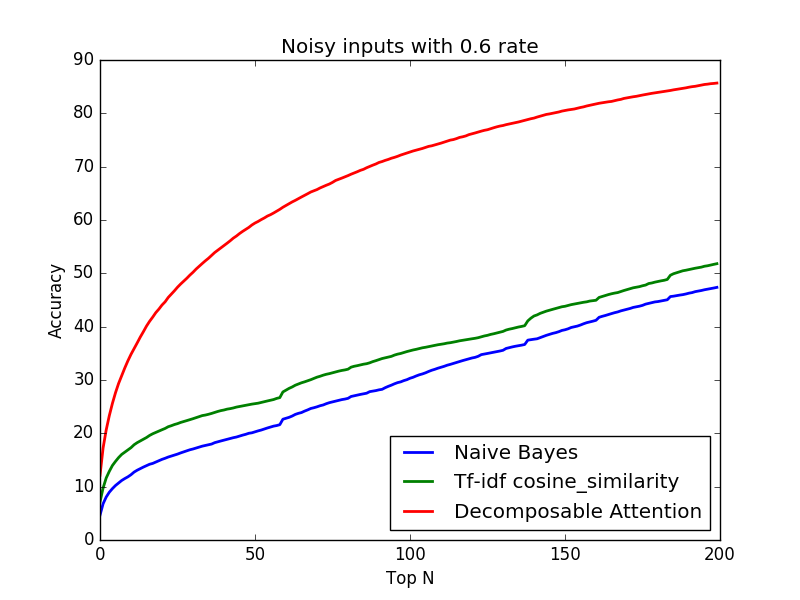 Noisy inputs with 0.6 rate
90
80
70
60
50
40
30
20
10
0
Accuracy
Naive Bayes
Tf-idf cosine_similarity
Decomposable Attention
0 50 100 150 200
Top N